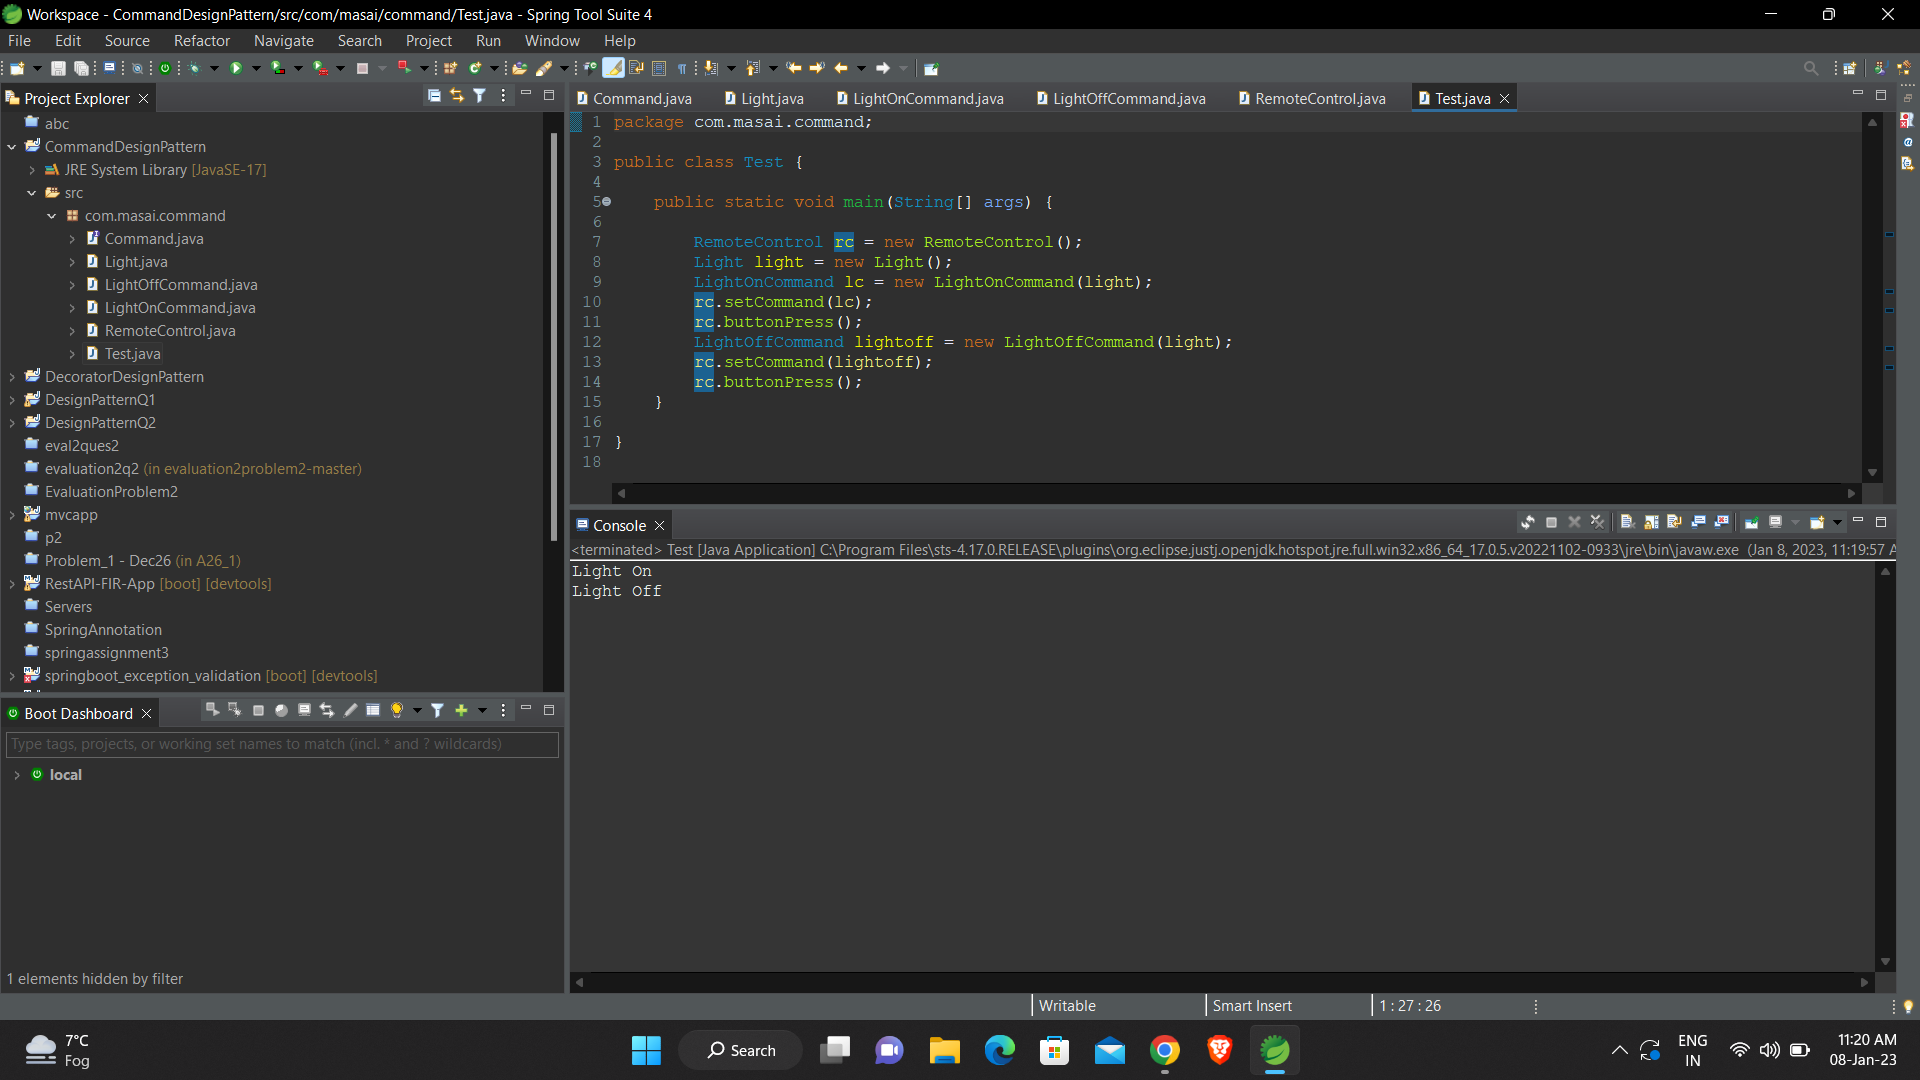 Workspace - CommandDesignPattern/src/com/masai/command/Test.java - Spring Tool Suite 4
File Edit Source Refactor Navigate Search Project Run Window Help
Project Explorer
abc
CommandDesignPattern
JRE System Library [JavaSE-17]
src
com.masai.command
Command.java
Light.java
LightOffCommand.java
LightOnCommand.java
RemoteControl.java
Test.java
DecoratorDesignPattern
DesignPatternQ1
DesignPatternQ2
eval2ques2
evaluation2q2 (in evaluation2problem2-master)
EvaluationProblem2
mvcapp
p2
Problem_1 - Dec26 (in A26_1)
RestAPI-FIR-App [boot] [devtools]
Servers
SpringAnnotation
springassignment3
springboot_exception_validation [boot] [devtools]
Boot Dashboard
Type tags, projects, or working set names to match (incl. * and ? wildcards)
local
1 elements hidden by filter
Command.java Light.java LightOnCommand.java LightOffCommand.java RemoteControl.java Test.java
1 package com.masai.command;
2
3 public class Test {
4
5 public static void main(String[] args) {
6
7 RemoteControl rc = new RemoteControl();
8 Light light = new Light();
9 LightOnCommand lc = new LightOnCommand(light);
10 rc.setCommand(lc);
11 rc.buttonPress();
12 LightOffCommand lightoff = new LightOffCommand(light);
13 rc.setCommand(lightoff);
14 rc.buttonPress();
15 }
16
17 }
18
Console
<terminated> Test [Java Application] C:\Program Files\sts-4.17.0.RELEASE\plugins\org.eclipse.justj.openjdk.hotspot.jre.full.win32.x86_64_17.0.5.v20221102-0933\jre\bin\javaw.exe (Jan 8, 2023, 11:19:57 A
Light On
Light Off
Writable Smart Insert 1 : 27 : 26
7°C
Fog
Search
ENG
IN
11:20 AM
08-Jan-23